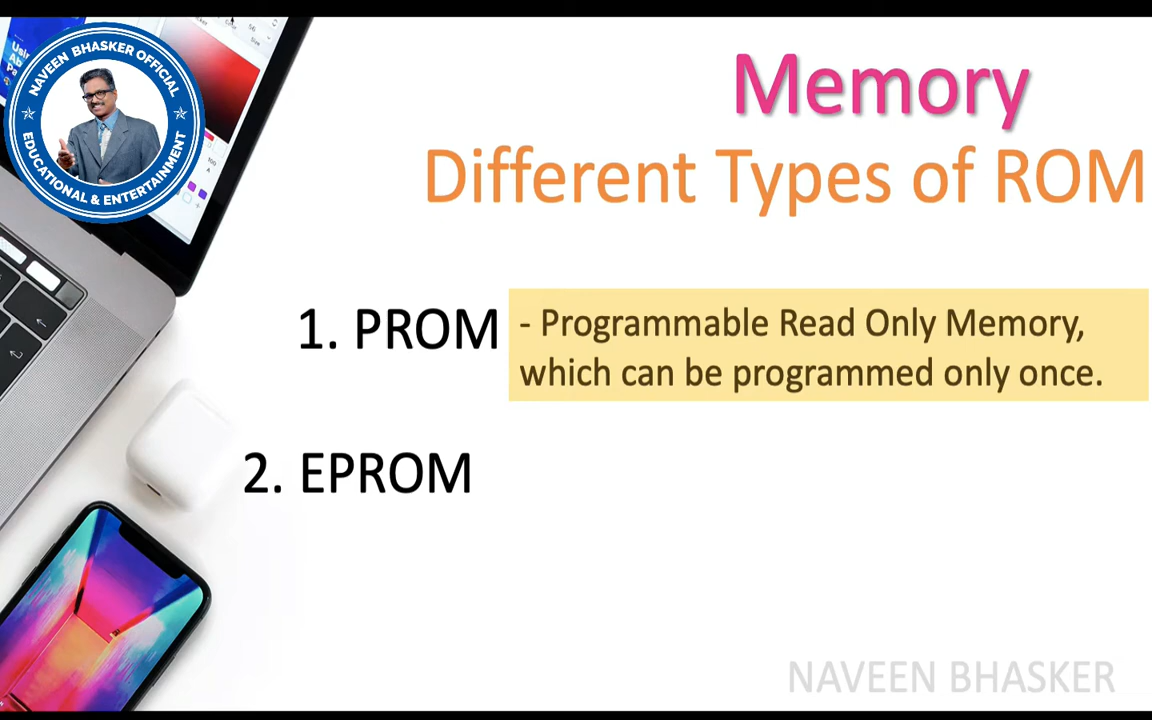 NAVEEN BHASKER OFFICIAL
EDUCATIONAL & ENTERTAINMENT
Memory
Different Types of ROM
1. PROM
- Programmable Read Only Memory,
which can be programmed only once.
2. EPROM
NAVEEN BHASKER